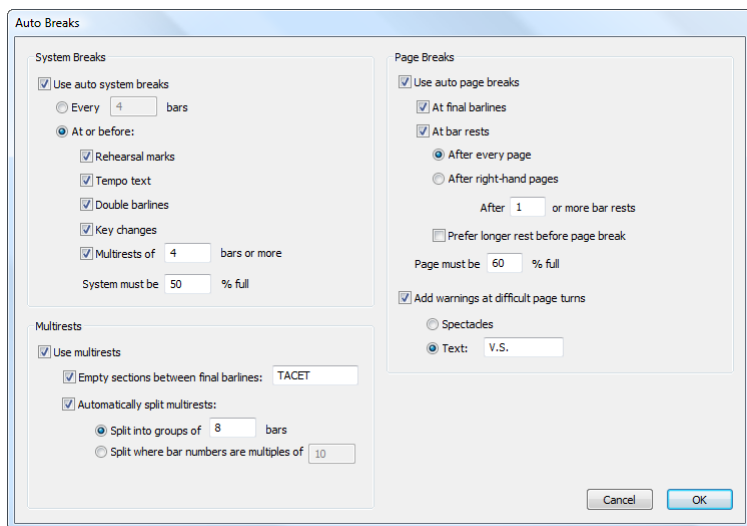 Auto Breaks
System Breaks
Use auto system breaks
Every 4 bars
At or before:
Rehearsal marks
Tempo text
Double barlines
Key changes
Multirests of 4 bars or more
System must be 50 % full
Multirests
Use multirests
Empty sections between final barlines: TACET
Automatically split multirests:
Split into groups of 8 bars
Split where bar numbers are multiples of 10
Page Breaks
Use auto page breaks
At final barlines
At bar rests
After every page
After right-hand pages
After 1 or more bar rests
Prefer longer rest before page break
Page must be 60 % full
Add warnings at difficult page turns
Spectacles
Text: V.S.
Cancel OK